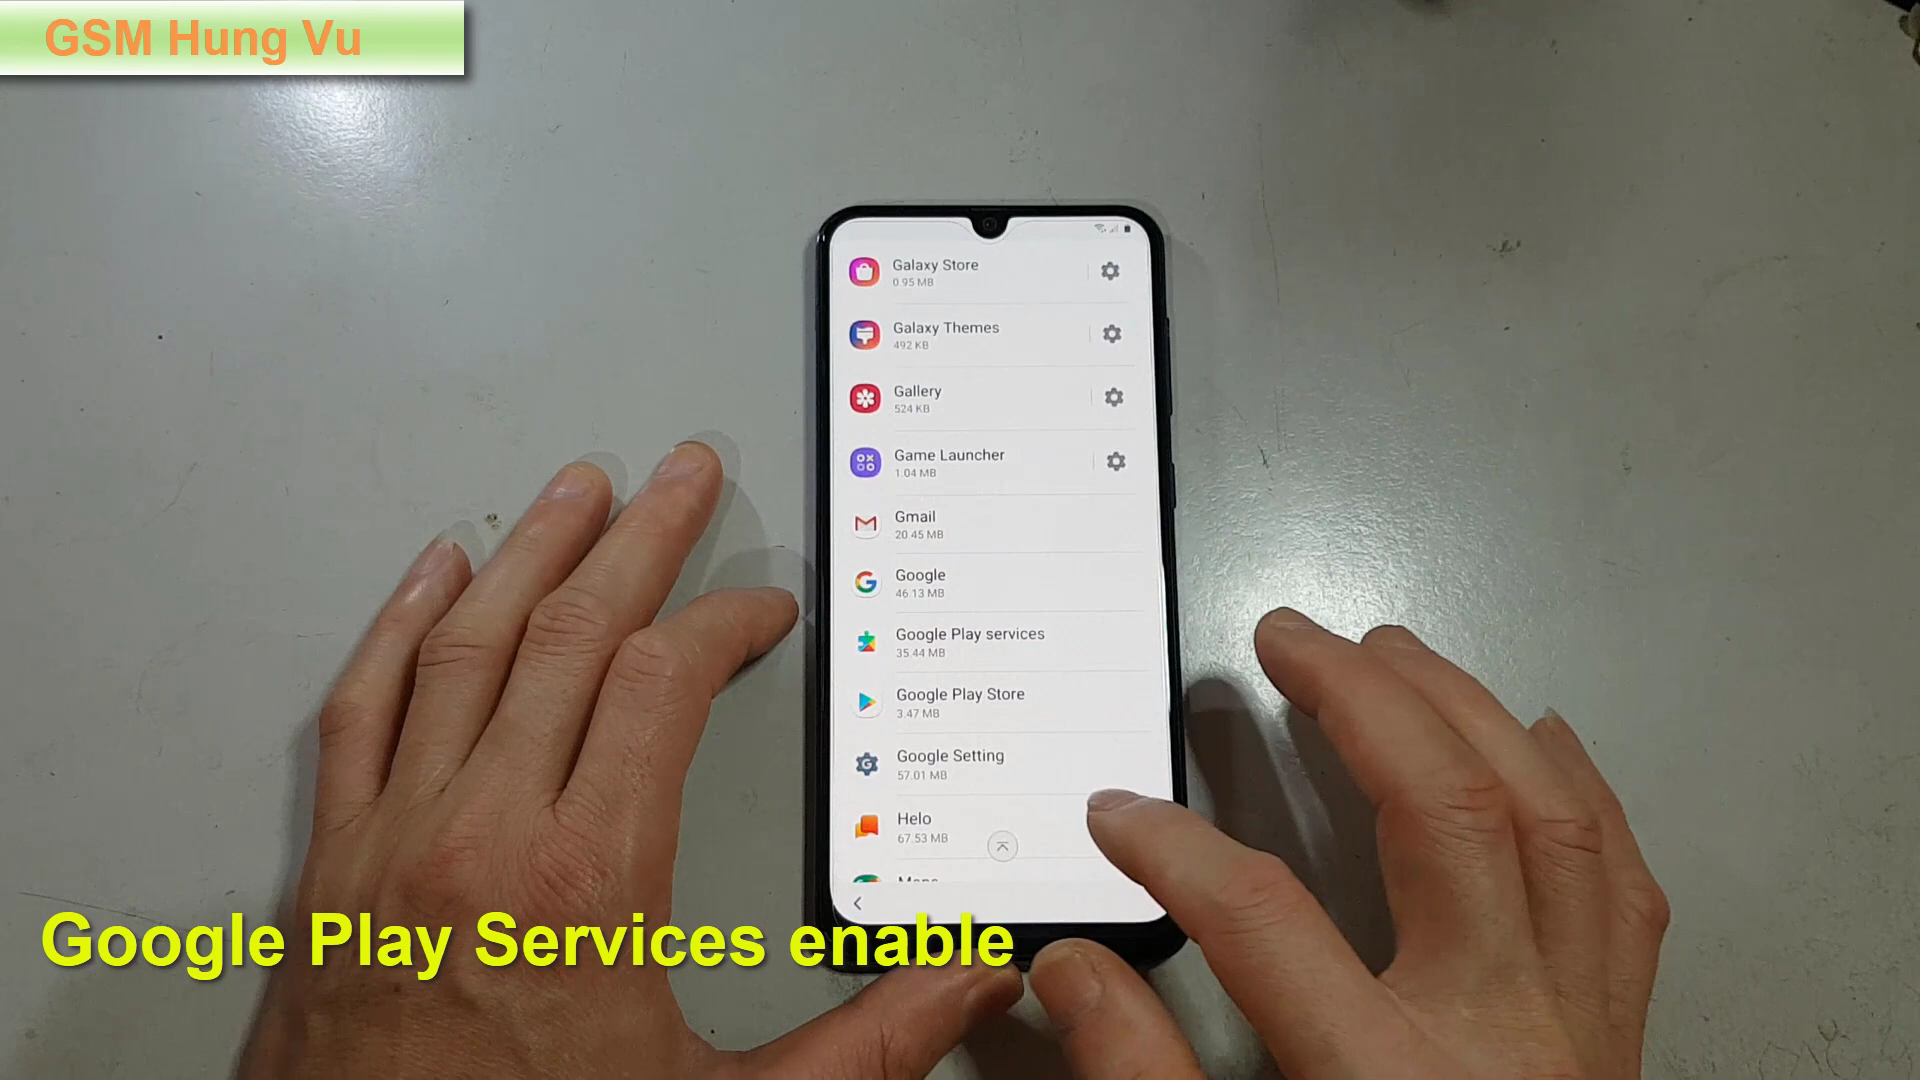 GSM Hung Vu
Galaxy Store
0.95 MB
Galaxy Themes
492 KB
Gallery
524 KB
Game Launcher
1.04 MB
Gmail
20.45 MB
Google
46.13 MB
Google Play services
35.44 MB
Google Play Store
3.47 MB
Google Setting
57.01 MB
Helo
67.53 MB
Google Play Services enable